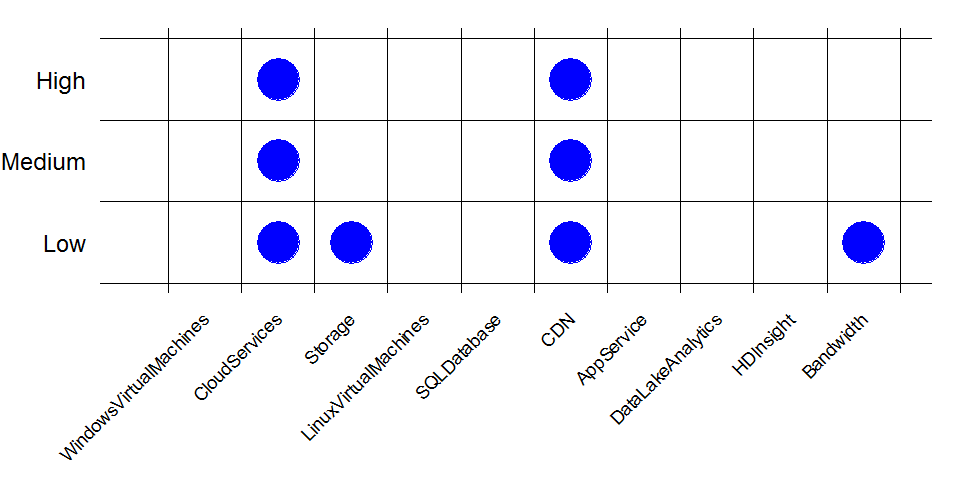 High
Medium
Low
WindowsVirtualMachines
CloudServices
Storage
LinuxVirtualMachines
SQLDatabase
CDN
AppService
DataLakeAnalytics
HDInsight
Bandwidth